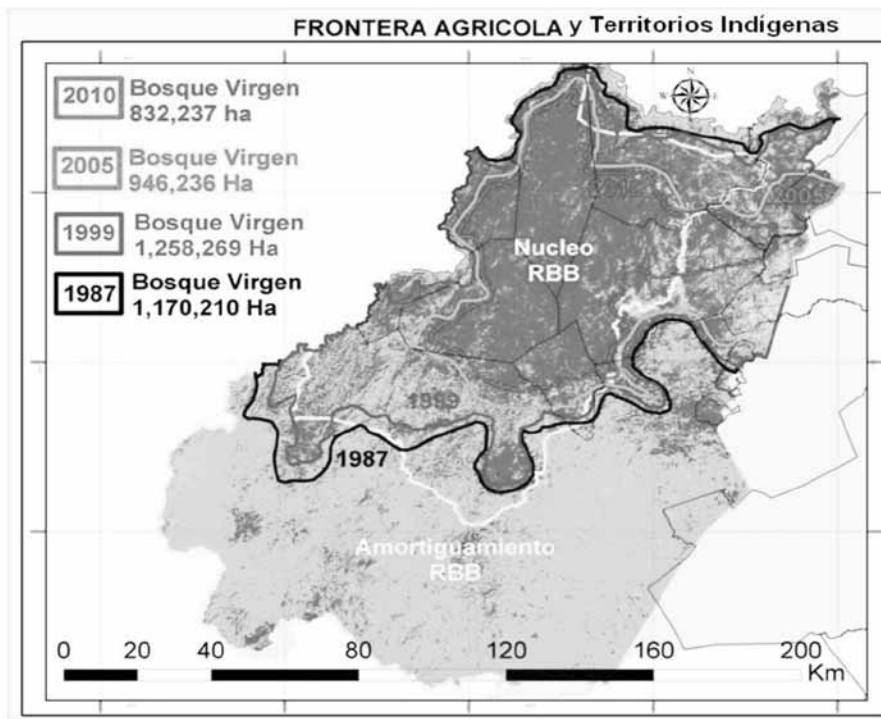 FRONTERA AGRICOLA y Territorios Indígenas
2010 Bosque Virgen
832,237 ha
2005 Bosque Virgen
946,236 Ha
1999 Bosque Virgen
1,258,269 Ha
1987 Bosque Virgen
1,170,210 Ha
N
W E
2005
Nucleo
RBB
1999
1987
Amortiguamiento
RBB
0 20 40 80 120 160 200
Km